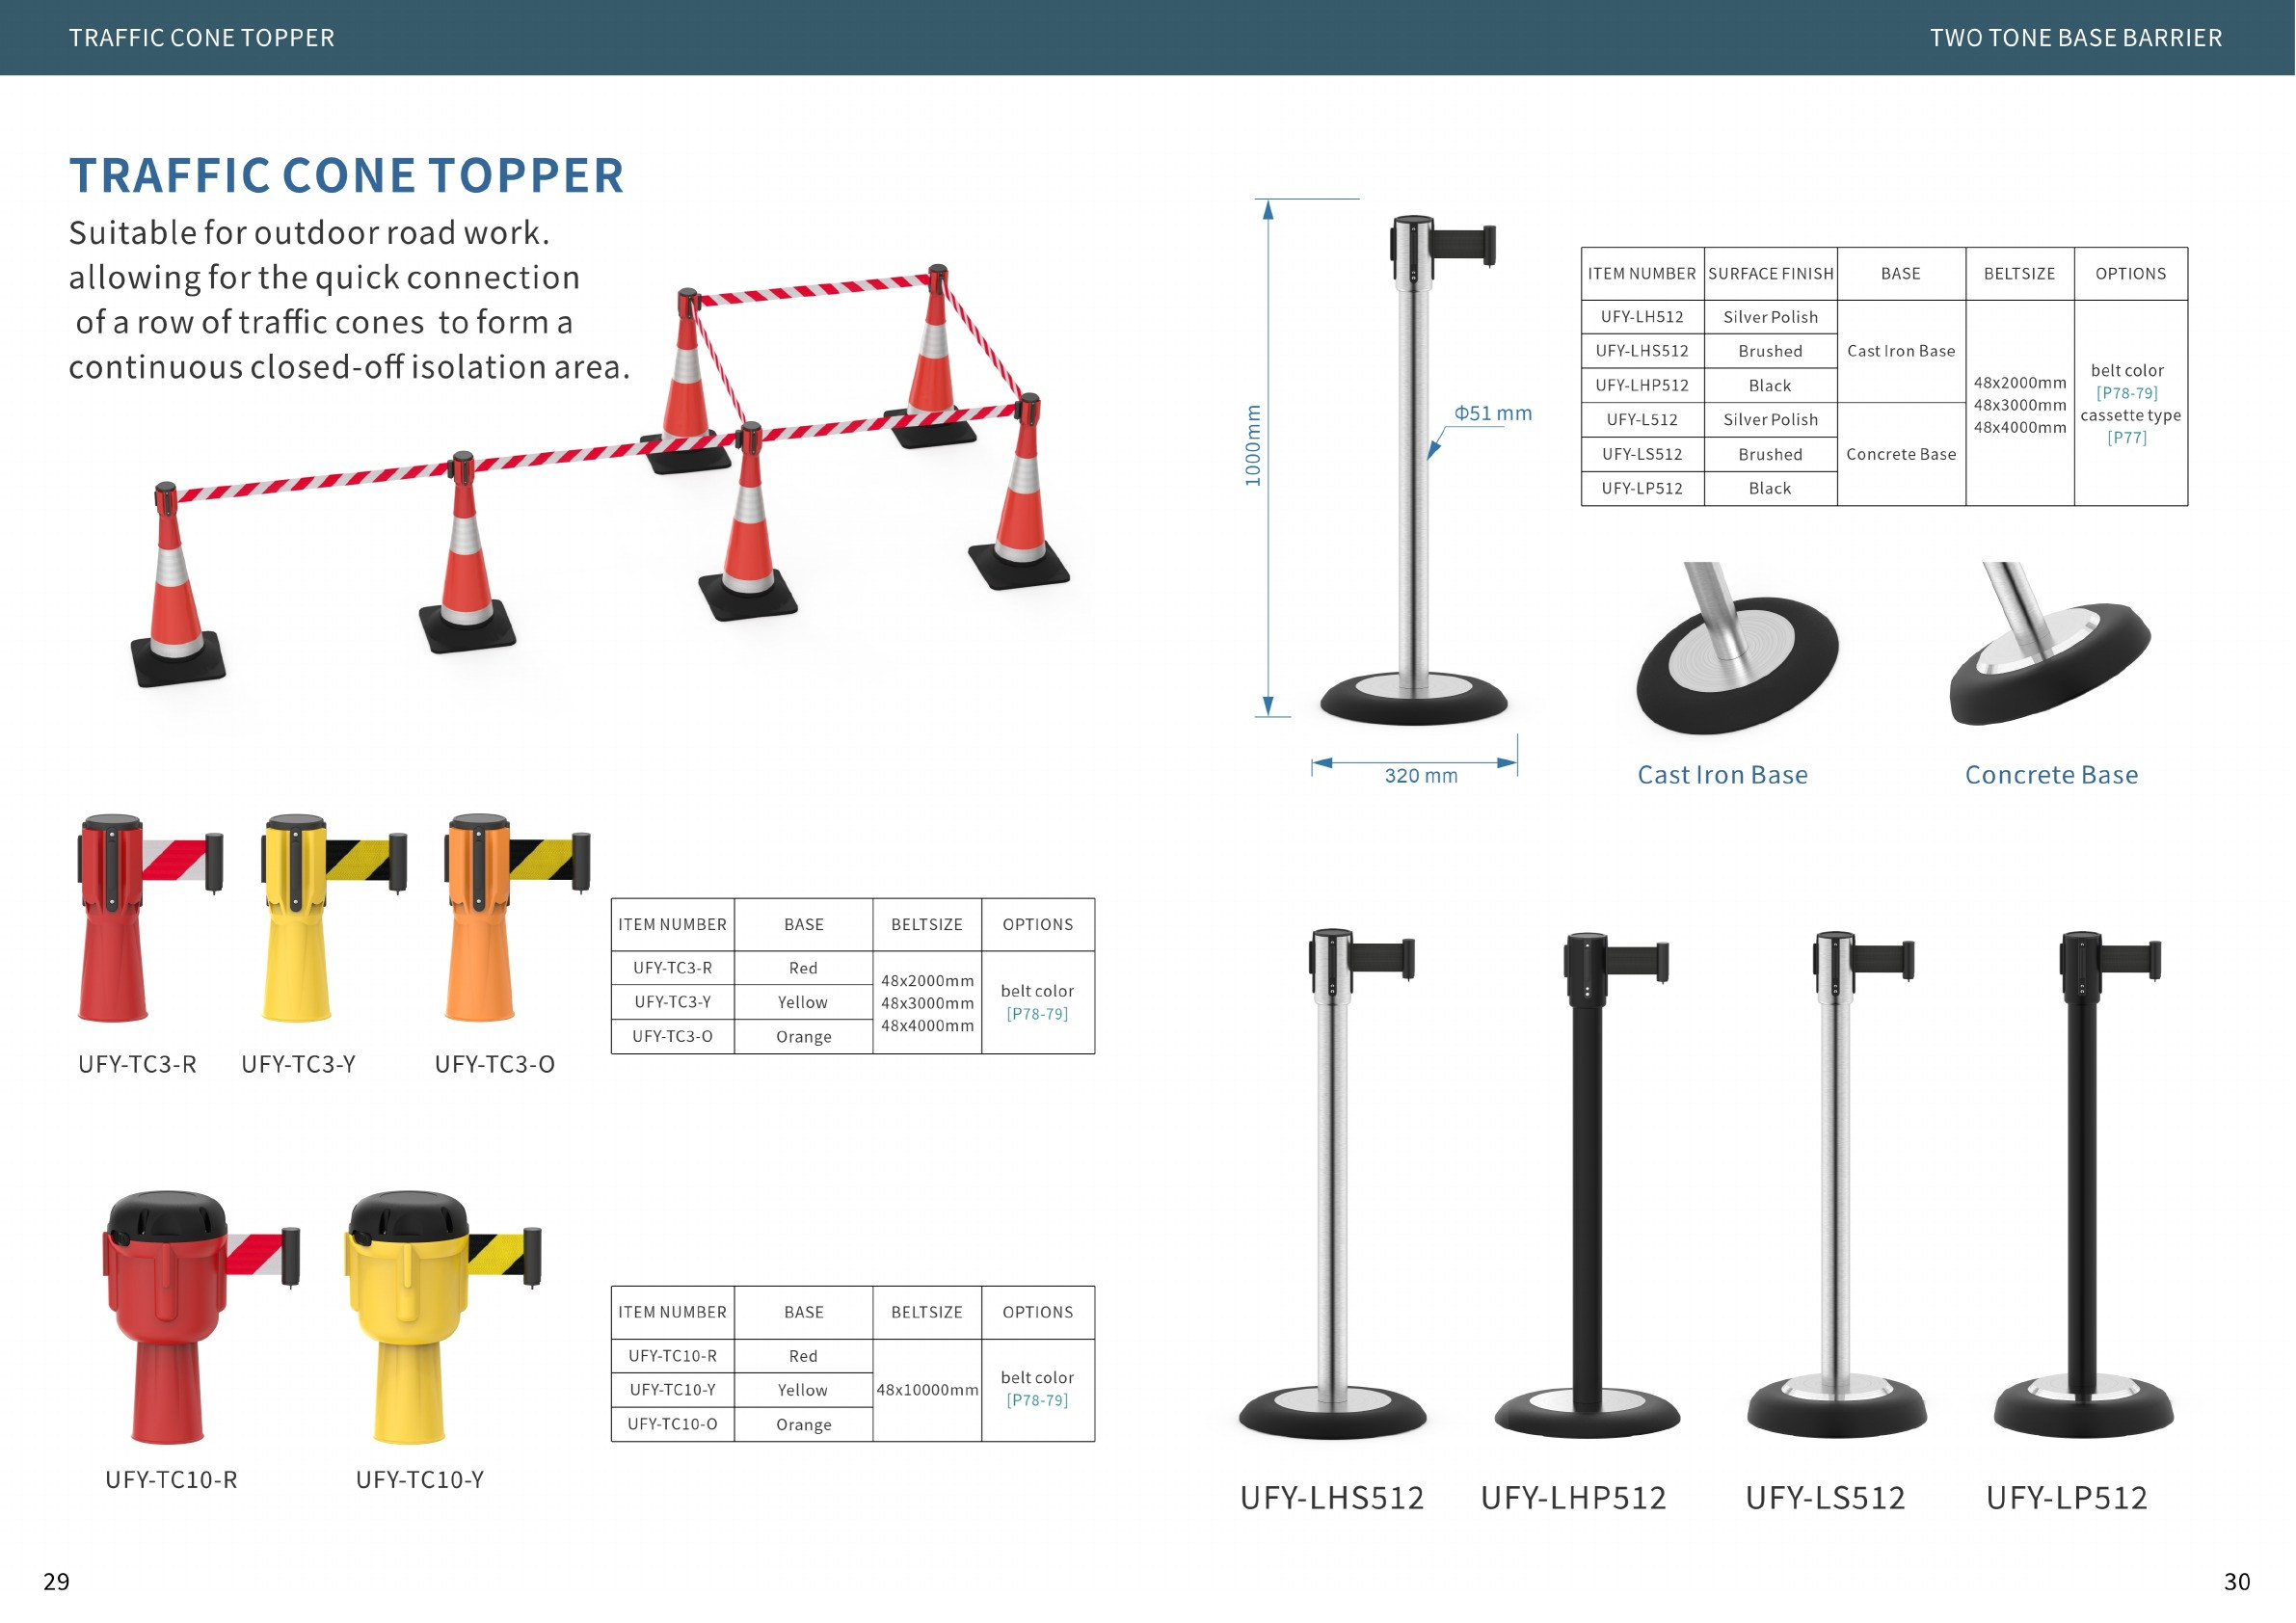 TRAFFIC CONE TOPPER
TWO TONE BASE BARRIER
TRAFFIC CONE TOPPER
Suitable for outdoor road work.
allowing for the quick connection
of a row of traffic cones to form a
continuous closed-off isolation area.
UFY-TC3-R UFY-TC3-Y UFY-TC3-O
ITEM NUMBER BASE BELTSIZE OPTIONS
UFY-TC3-R Red
UFY-TC3-Y Yellow
UFY-TC3-O Orange
48x2000mm
48x3000mm
48x4000mm
belt color
[P78-79]
UFY-TC10-R UFY-TC10-Y
ITEM NUMBER BASE BELTSIZE OPTIONS
UFY-TC10-R Red
UFY-TC10-Y Yellow
UFY-TC10-O Orange
48x10000mm
belt color
[P78-79]
29
1000mm
Φ51 mm
320 mm
ITEM NUMBER SURFACE FINISH BASE BELTSIZE OPTIONS
UFY-LH512 Silver Polish
UFY-LHS512 Brushed
UFY-LHP512 Black
UFY-L512 Silver Polish
UFY-LS512 Brushed
UFY-LP512 Black
Cast Iron Base
Concrete Base
48x2000mm
48x3000mm
48x4000mm
belt color
[P78-79]
cassette type
[P77]
Cast Iron Base Concrete Base
UFY-LHS512 UFY-LHP512 UFY-LS512 UFY-LP512
30